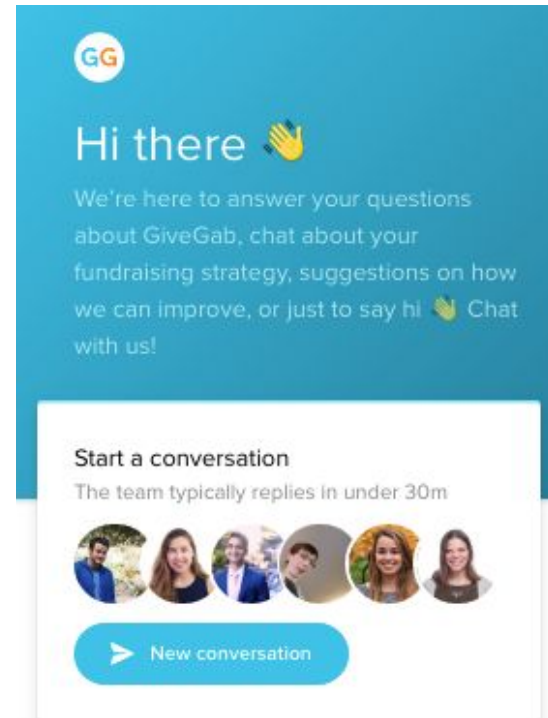 GG
Hi there 👋
We're here to answer your questions
about GiveGab, chat about your
fundraising strategy, suggestions on how
we can improve, or just to say hi 👋 Chat
with us!
Start a conversation
The team typically replies in under 30m
New conversation